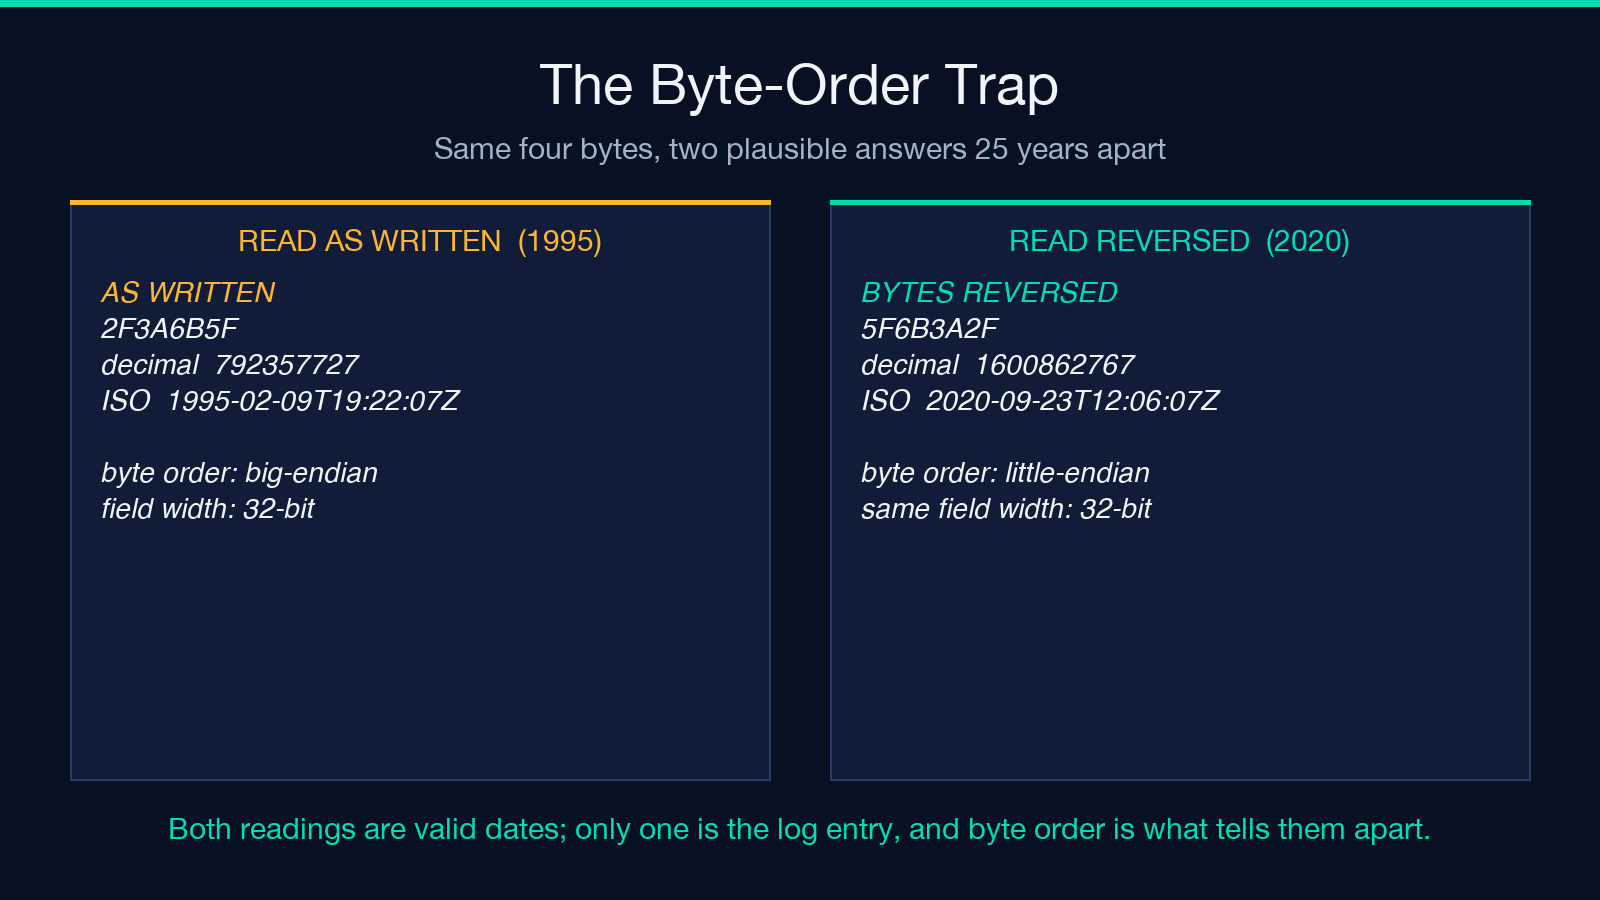 The Byte-Order Trap
Same four bytes, two plausible answers 25 years apart
READ AS WRITTEN (1995)
AS WRITTEN
2F3A6B5F
decimal 792357727
ISO 1995-02-09T19:22:07Z
byte order: big-endian
field width: 32-bit
READ REVERSED (2020)
BYTES REVERSED
5F6B3A2F
decimal 1600862767
ISO 2020-09-23T12:06:07Z
byte order: little-endian
same field width: 32-bit
Both readings are valid dates; only one is the log entry, and byte order is what tells them apart.